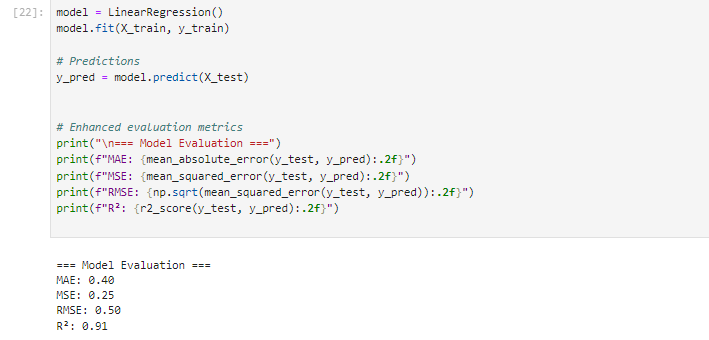 [22]: model = LinearRegression()
model.fit(X_train, y_train)
# Predictions
y_pred = model.predict(X_test)
# Enhanced evaluation metrics
print("\n=== Model Evaluation ===")
print(f"MAE: {mean_absolute_error(y_test, y_pred):.2f}")
print(f"MSE: {mean_squared_error(y_test, y_pred):.2f}")
print(f"RMSE: {np.sqrt(mean_squared_error(y_test, y_pred)):.2f}")
print(f"R²: {r2_score(y_test, y_pred):.2f}")
=== Model Evaluation ===
MAE: 0.40
MSE: 0.25
RMSE: 0.50
R²: 0.91